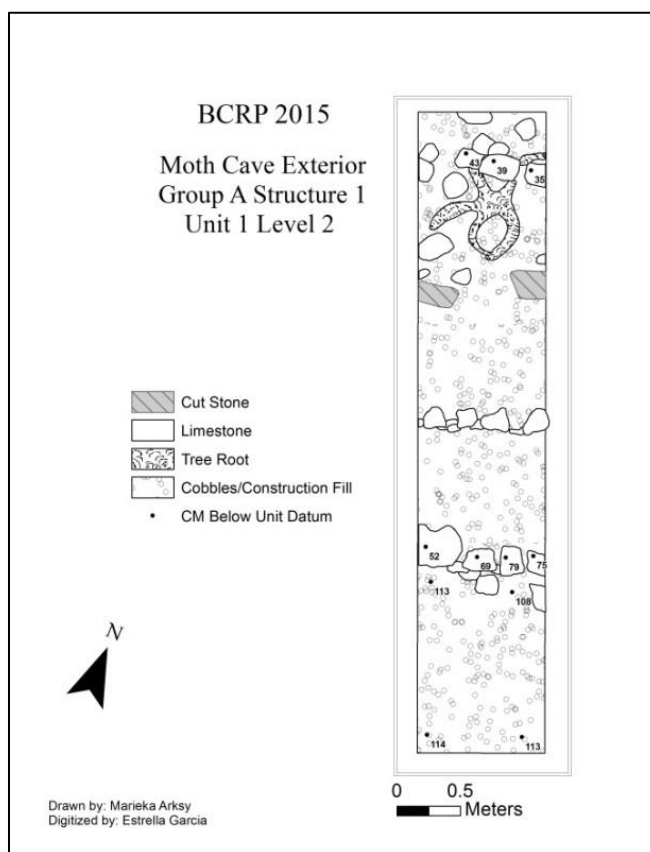 BCRP 2015
Moth Cave Exterior
Group A Structure 1
Unit 1 Level 2
43
39
35
Cut Stone
Limestone
Tree Root
Cobbles/Construction Fill
CM Below Unit Datum
52
69
79
75
113
108
114
113
N
0 0.5
Meters
Drawn by: Marieka Arksy
Digitized by: Estrella Garcia